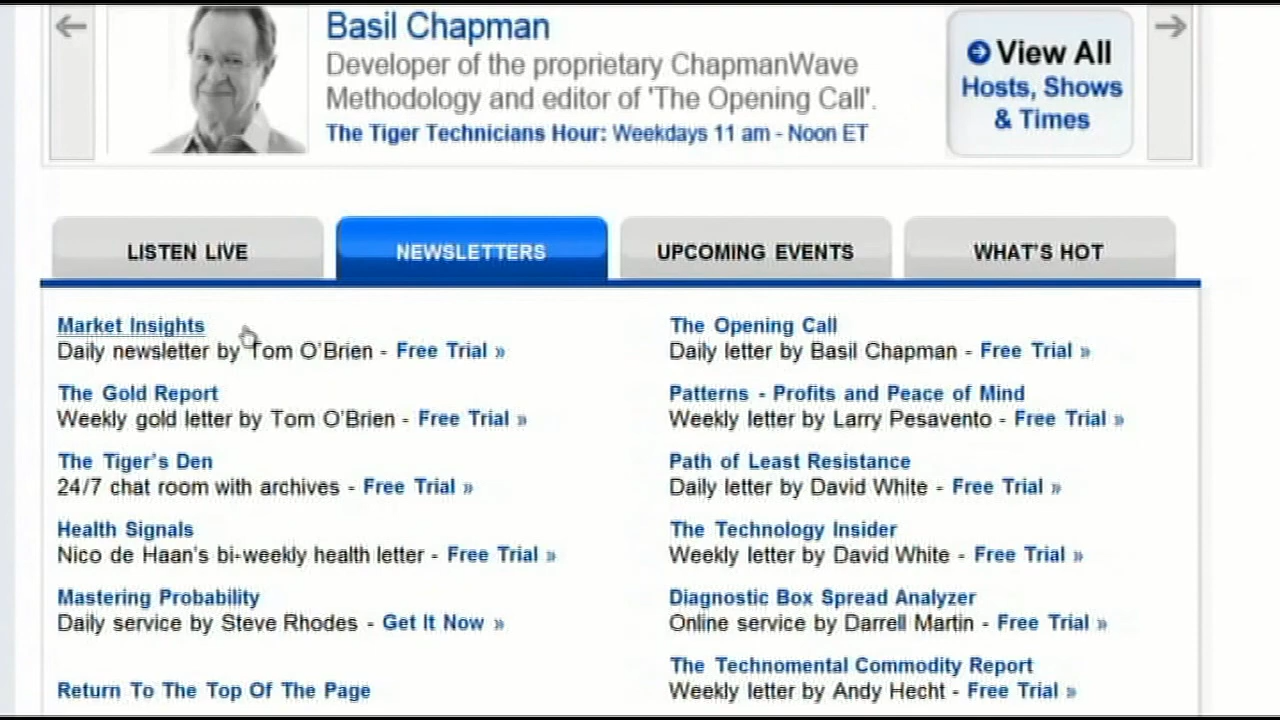 Basil Chapman
Developer of the proprietary ChapmanWave
Methodology and editor of 'The Opening Call'.
The Tiger Technicians Hour: Weekdays 11 am - Noon ET
View All
Hosts, Shows
& Times
LISTEN LIVE
NEWSLETTERS
UPCOMING EVENTS
WHAT'S HOT
Market Insights
Daily newsletter by Tom O'Brien - Free Trial »
The Gold Report
Weekly gold letter by Tom O'Brien - Free Trial »
The Tiger's Den
24/7 chat room with archives - Free Trial »
Health Signals
Nico de Haan's bi-weekly health letter - Free Trial »
Mastering Probability
Daily service by Steve Rhodes - Get It Now »
Return To The Top Of The Page
The Opening Call
Daily letter by Basil Chapman - Free Trial »
Patterns - Profits and Peace of Mind
Weekly letter by Larry Pesavento - Free Trial »
Path of Least Resistance
Daily letter by David White - Free Trial »
The Technology Insider
Weekly letter by David White - Free Trial »
Diagnostic Box Spread Analyzer
Online service by Darrell Martin - Free Trial »
The Technomental Commodity Report
Weekly letter by Andy Hecht - Free Trial »